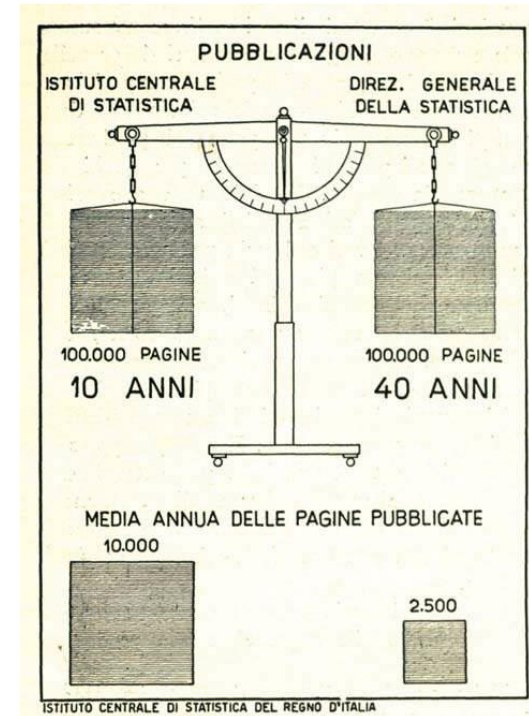 PUBBLICAZIONI
ISTITUTO CENTRALE
DI STATISTICA
DIREZ. GENERALE
DELLA STATISTICA
100.000 PAGINE
10 ANNI
100.000 PAGINE
40 ANNI
MEDIA ANNUA DELLE PAGINE PUBBLICATE
10.000
2.500
ISTITUTO CENTRALE DI STATISTICA DEL REGNO D'ITALIA